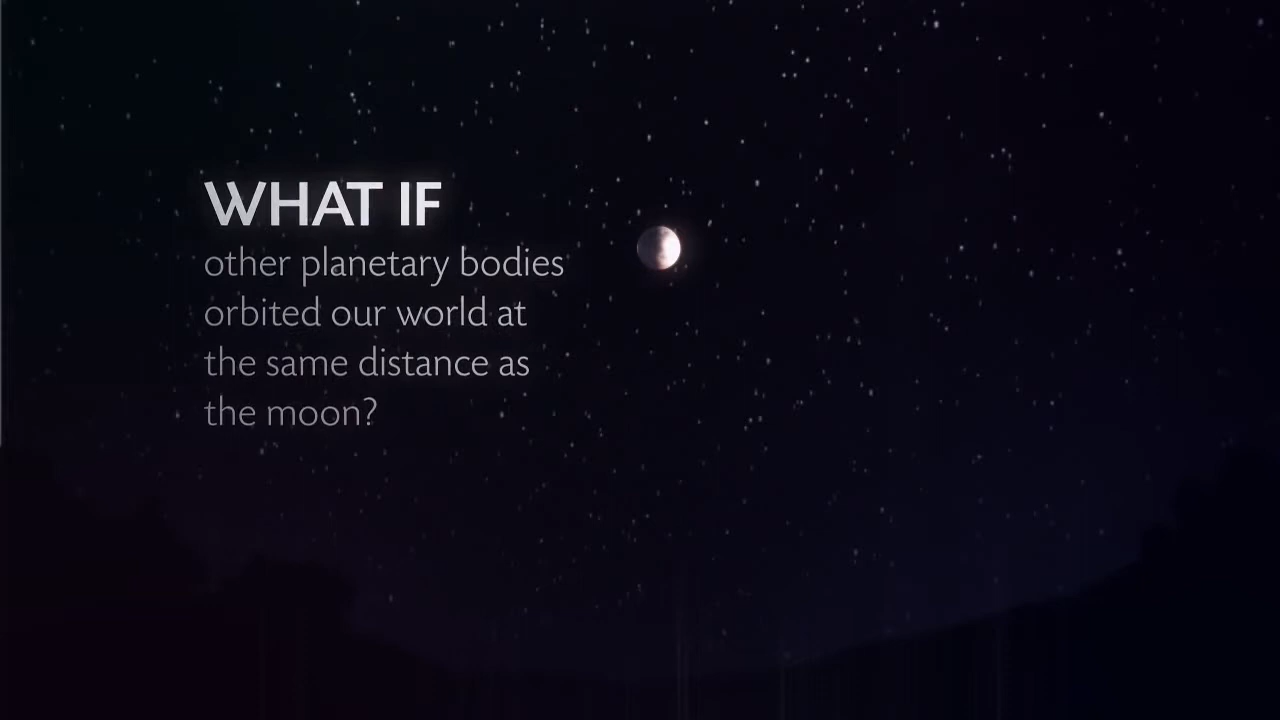 WHAT IF
other planetary bodies
orbited our world at
the same distance as
the moon?